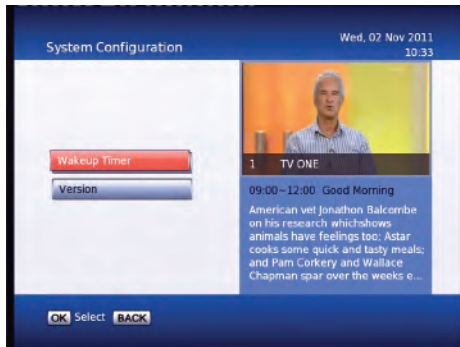 System Configuration
Wed, 02 Nov 2011
10:33
Wakeup Timer
Version
1 TV ONE
09:00~12:00 Good Morning
American vet Jonathon Balcombe
on his research whichshows
animals have feelings too; Astar
cooks some quick and tasty meals;
and Pam Corkery and Wallace
Chapman spar over the weeks e...
OK Select BACK